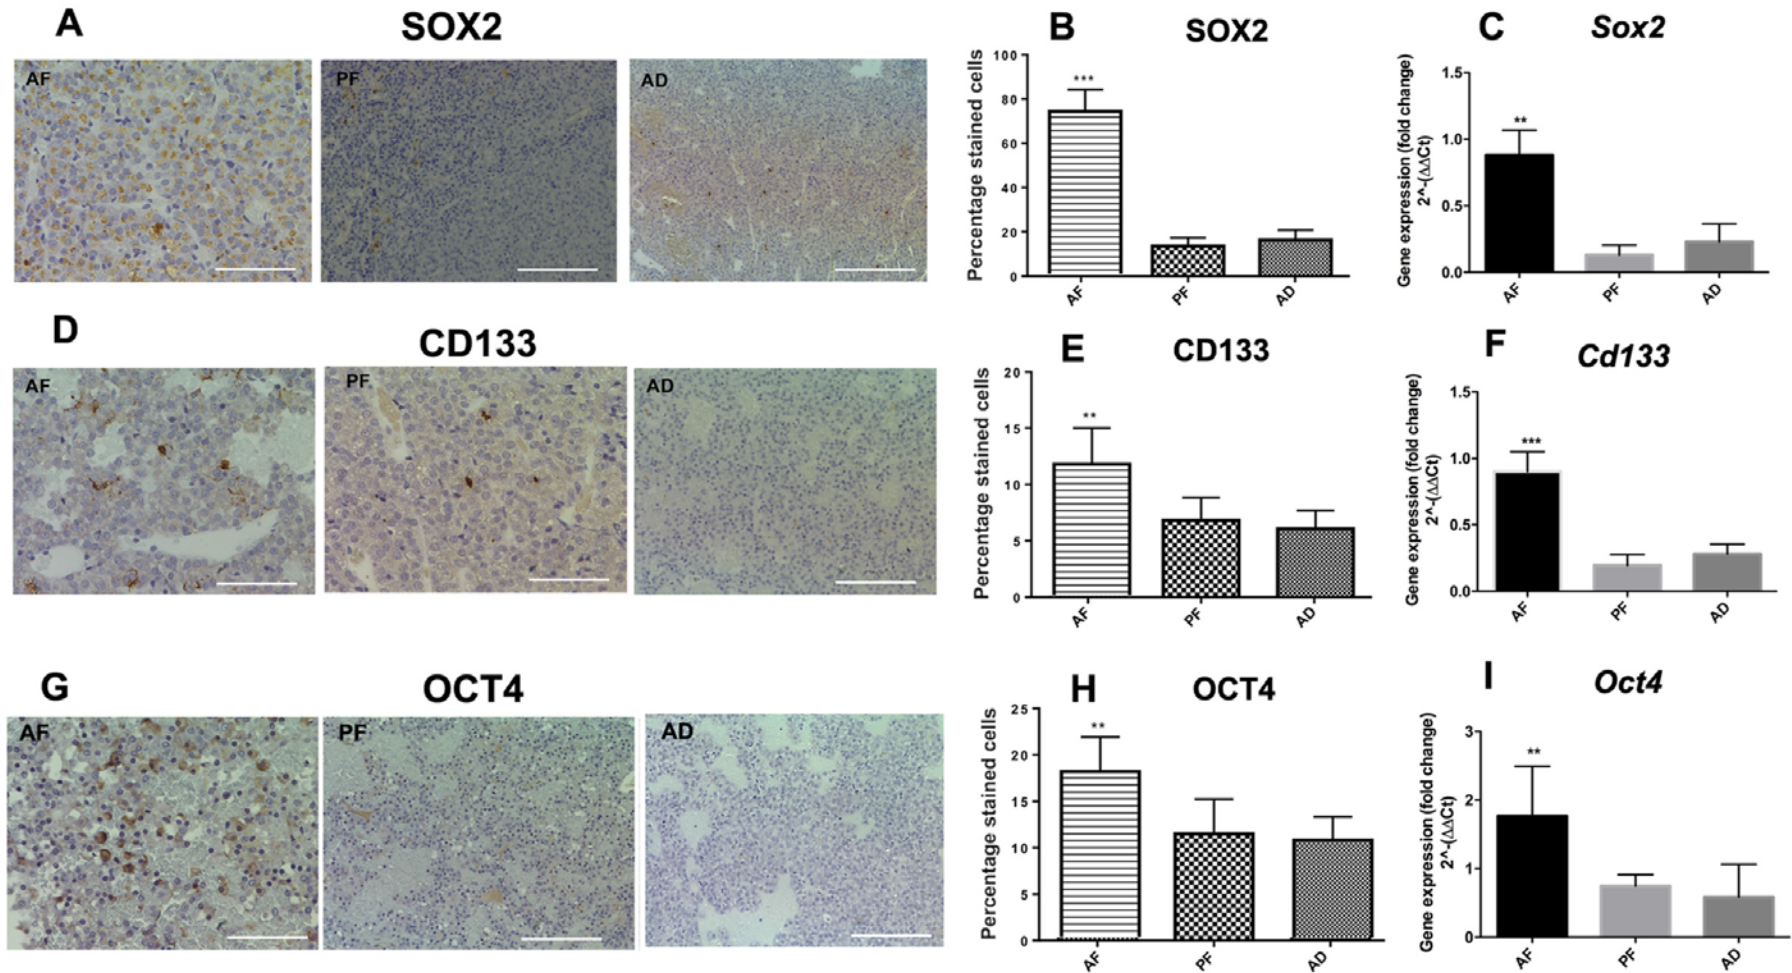 A
SOX2
AF
PF
AD
B
SOX2
Percentage stained cells
100
80
60
40
20
0
***
AF
PF
AD
C
Sox2
Gene expression (fold change)
2^-(ΔΔCt)
1.5
1.0
0.5
0.0
**
AF
PF
AD
D
CD133
AF
PF
AD
E
CD133
Percentage stained cells
20
15
10
5
0
**
AF
PF
AD
F
Cd133
Gene expression (fold change)
2^-(ΔΔCt)
1.5
1.0
0.5
0.0
***
AF
PF
AD
G
OCT4
AF
PF
AD
H
OCT4
Percentage stained cells
25
20
15
10
5
0
**
AF
PF
AD
I
Oct4
Gene expression (fold change)
2^-(ΔΔCt)
3
2
1
0
**
AF
PF
AD